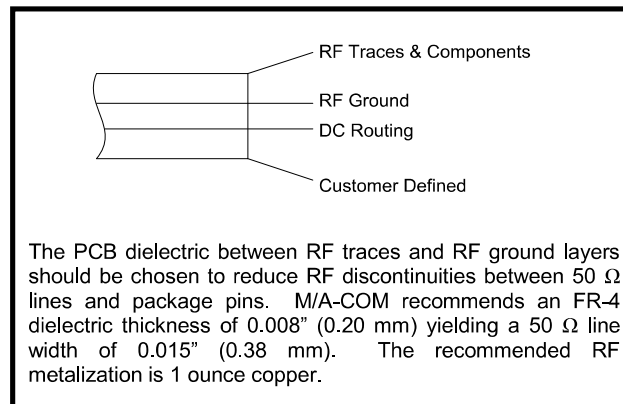 RF Traces & Components
RF Ground
DC Routing
Customer Defined
The PCB dielectric between RF traces and RF ground layers
should be chosen to reduce RF discontinuities between 50 Ω
lines and package pins. M/A-COM recommends an FR-4
dielectric thickness of 0.008” (0.20 mm) yielding a 50 Ω line
width of 0.015” (0.38 mm). The recommended RF
metalization is 1 ounce copper.